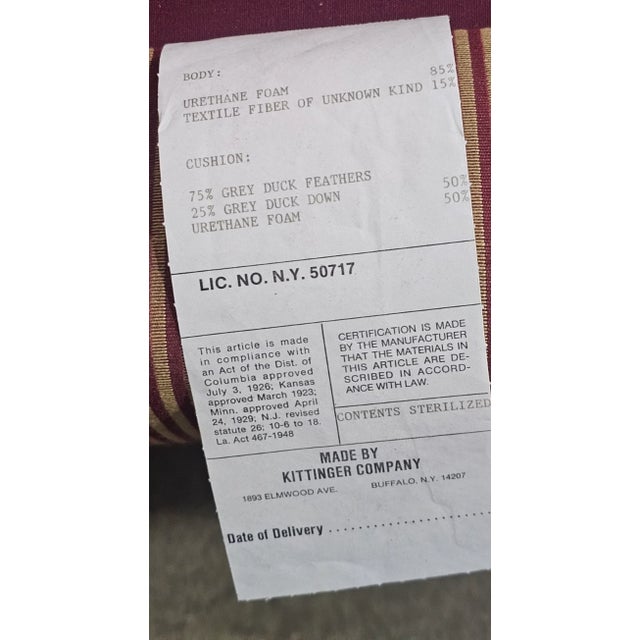 BODY:
URETHANE FOAM 85%
TEXTILE FIBER OF UNKNOWN KIND 15%
CUSHION:
75% GREY DUCK FEATHERS 50%
25% GREY DUCK DOWN 50%
URETHANE FOAM
LIC. NO. N.Y. 50717
This article is made
in compliance with
an Act of the Dist. of
Columbia approved
July 3, 1926; Kansas
approved March 1923;
Minn. approved April
24, 1929; N.J. revised
statute 26; 10-6 to 18.
La. Act 467-1948
CERTIFICATION IS MADE
BY THE MANUFACTURER
THAT THE MATERIALS IN
THIS ARTICLE ARE DE-
SCRIBED IN ACCORD-
ANCE WITH LAW.
CONTENTS STERILIZED
MADE BY
KITTINGER COMPANY
1893 ELMWOOD AVE. BUFFALO, N.Y. 14207
Date of Delivery ......................